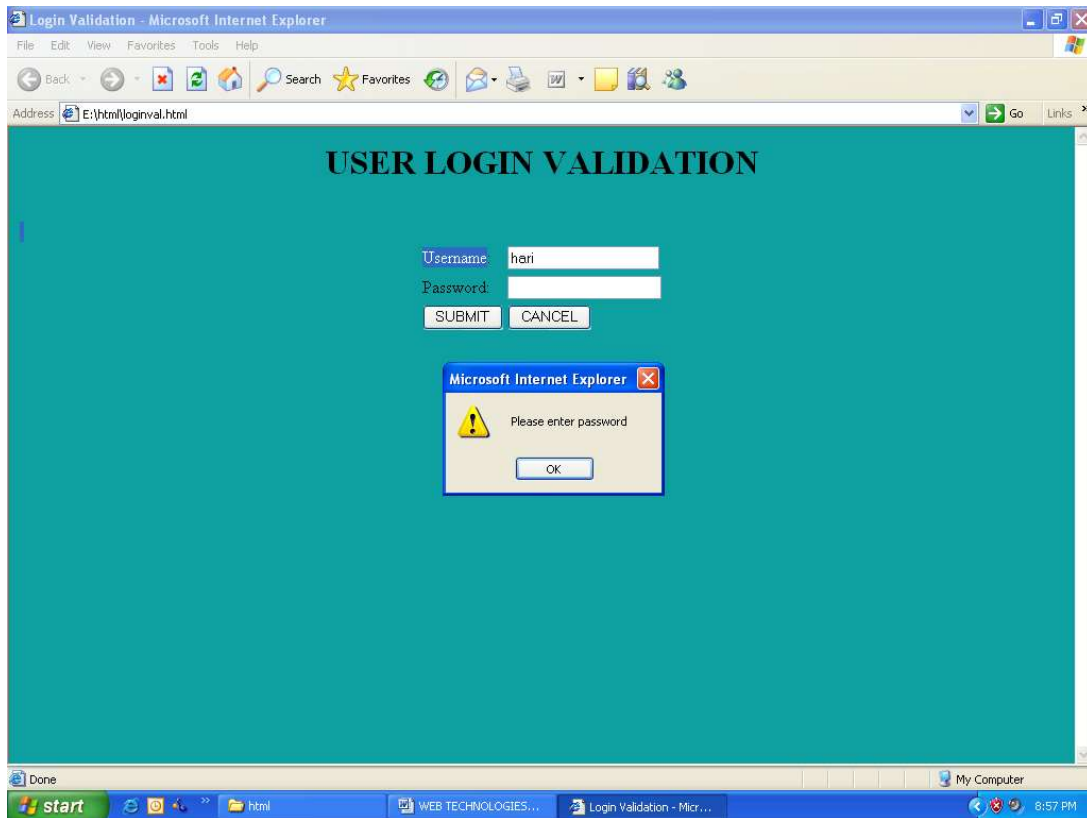 Login Validation - Microsoft Internet Explorer
File Edit View Favorites Tools Help
Back Search Favorites
Address E:\html\loginval.html Go Links »
USER LOGIN VALIDATION
Username hari
Password:
SUBMIT CANCEL
Microsoft Internet Explorer
Please enter password
OK
Done My Computer
start » html WEB TECHNOLOGIES... Login Validation - Micr... 8:57 PM